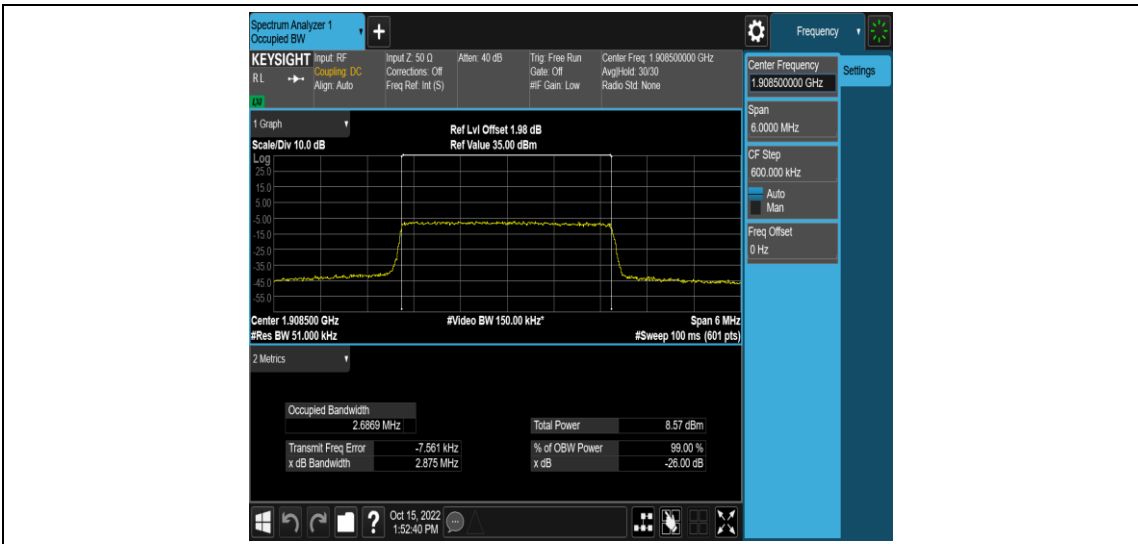 Spectrum Analyzer 1
Occupied BW
+
Frequency
KEYSIGHT
RL
LXI
Input: RF
Coupling: DC
Align: Auto
Input Z: 50 Ω
Corrections: Off
Freq Ref: Int (S)
Atten: 40 dB
Trig: Free Run
Gate: Off
#IF Gain: Low
Center Freq: 1.908500000 GHz
Avg|Hold: 30/30
Radio Std: None
Center Frequency
1.908500000 GHz
Settings
Span
6.0000 MHz
CF Step
600.000 kHz
Auto
Man
Freq Offset
0 Hz
1 Graph
Scale/Div 10.0 dB
Ref Lvl Offset 1.98 dB
Ref Value 35.00 dBm
Log
25.0
15.0
5.00
-5.00
-15.0
-25.0
-35.0
-45.0
-55.0
Center 1.908500 GHz
#Res BW 51.000 kHz
#Video BW 150.00 kHz*
Span 6 MHz
#Sweep 100 ms (601 pts)
2 Metrics
Occupied Bandwidth
2.6869 MHz
Total Power 8.57 dBm
Transmit Freq Error -7.561 kHz
% of OBW Power 99.00 %
x dB Bandwidth 2.875 MHz
x dB -26.00 dB
?
Oct 15, 2022
1:52:40 PM